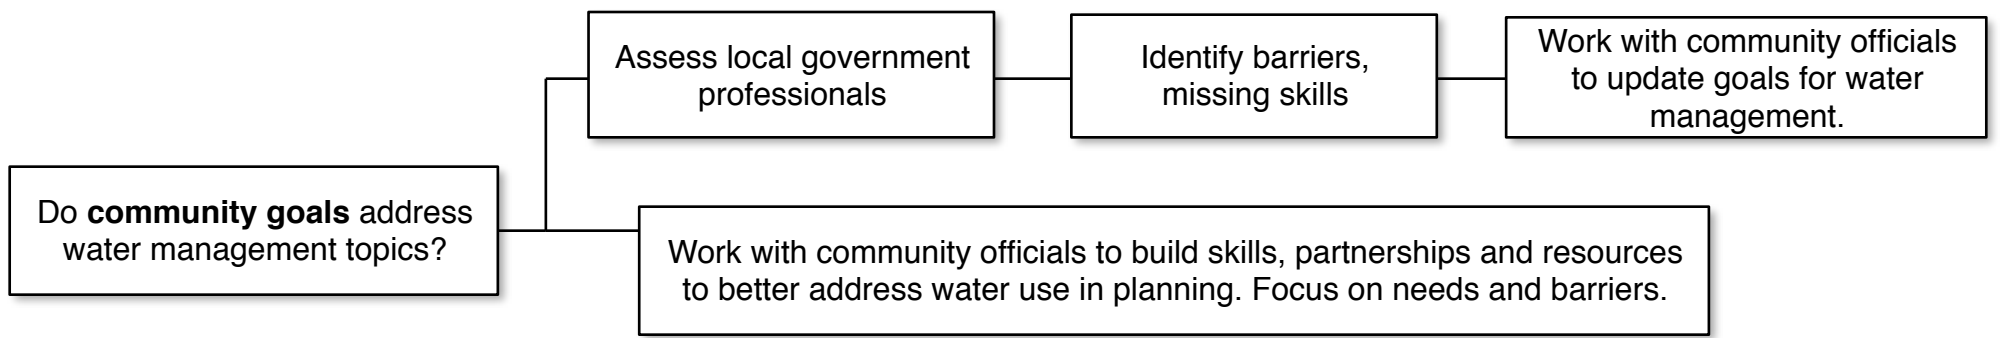 Do community goals address
water management topics?
Assess local government
professionals
Identify barriers,
missing skills
Work with community officials
to update goals for water
management.
Work with community officials to build skills, partnerships and resources
to better address water use in planning. Focus on needs and barriers.